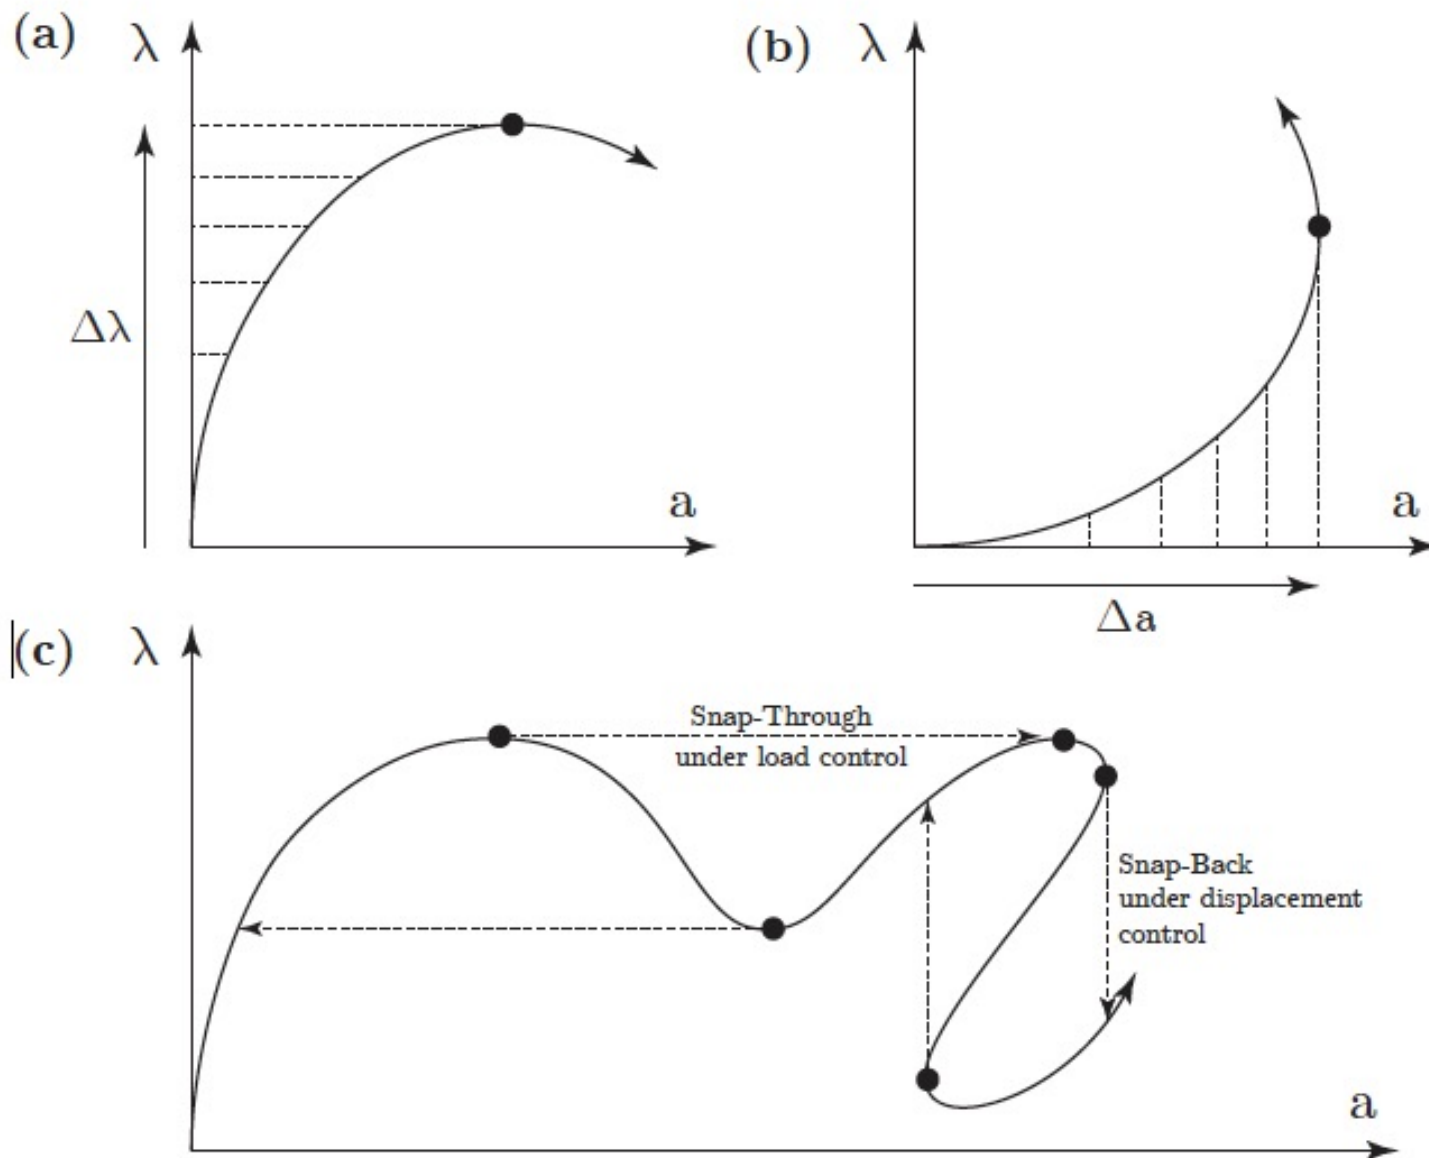 (a)
λ
Δλ
a
(b)
λ
a
Δa
(c)
λ
Snap-Through
under load control
Snap-Back
under displacement
control
a